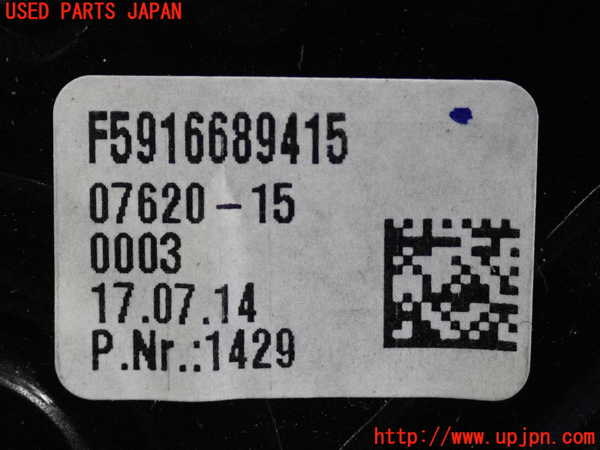 USED PARTS JAPAN
F5916689415
07620-15
0003
17.07.14
P.Nr.:1429
http://www.upjpn.com